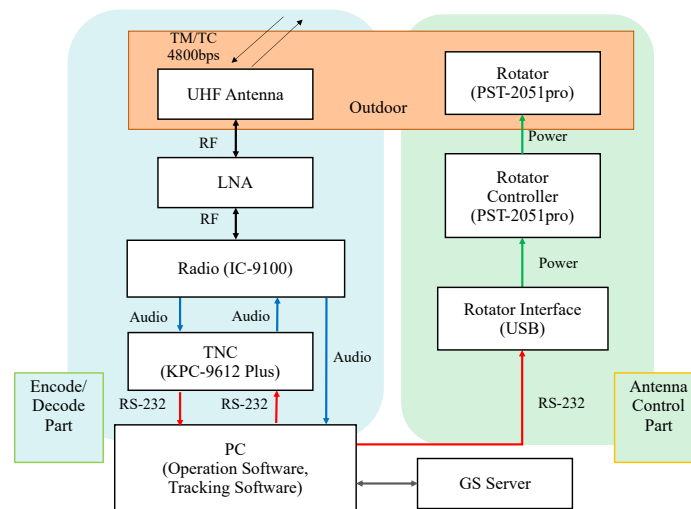 TM/TC
4800bps
UHF Antenna
Outdoor
Rotator
(PST-2051pro)
RF
Power
LNA
Rotator
Controller
(PST-2051pro)
RF
Radio (IC-9100)
Power
Audio
Audio
Rotator Interface
(USB)
TNC
(KPC-9612 Plus)
Audio
Encode/
Decode
Part
RS-232
RS-232
RS-232
Antenna
Control
Part
PC
(Operation Software,
Tracking Software)
GS Server